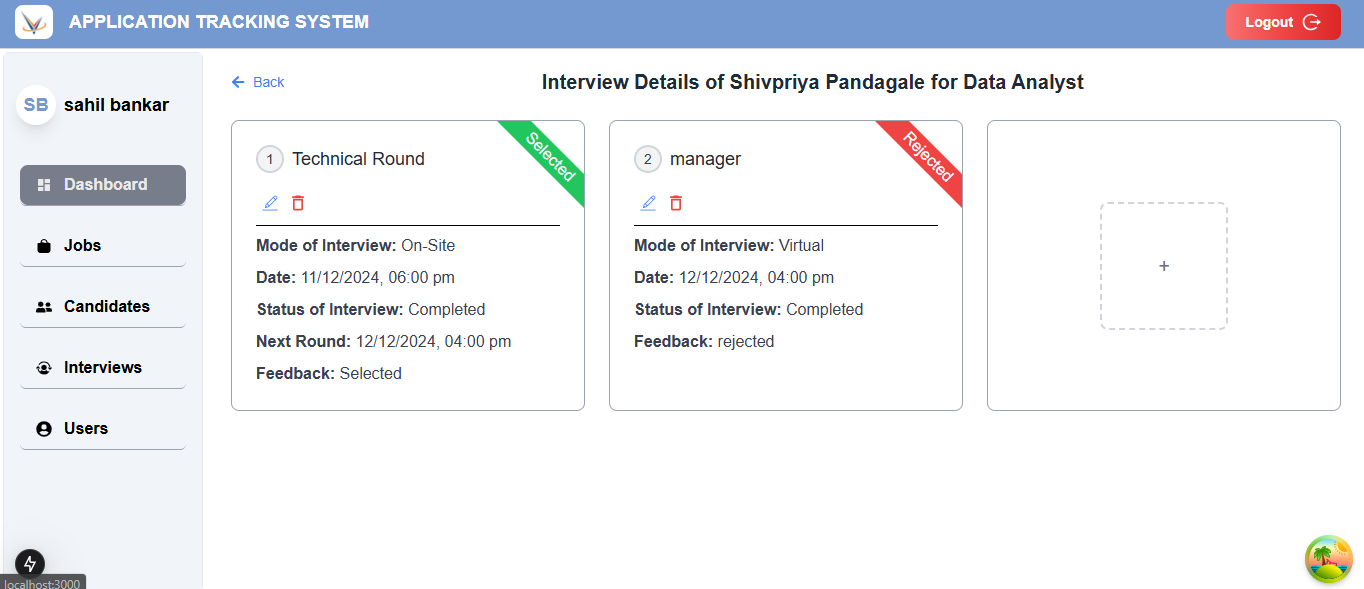 APPLICATION TRACKING SYSTEM
Logout
SB
sahil bankar
Dashboard
Jobs
Candidates
Interviews
Users
Back
Interview Details of Shivpriya Pandagale for Data Analyst
1 Technical Round
Selected
Mode of Interview: On-Site
Date: 11/12/2024, 06:00 pm
Status of Interview: Completed
Next Round: 12/12/2024, 04:00 pm
Feedback: Selected
2 manager
Rejected
Mode of Interview: Virtual
Date: 12/12/2024, 04:00 pm
Status of Interview: Completed
Feedback: rejected
+
localhost:3000